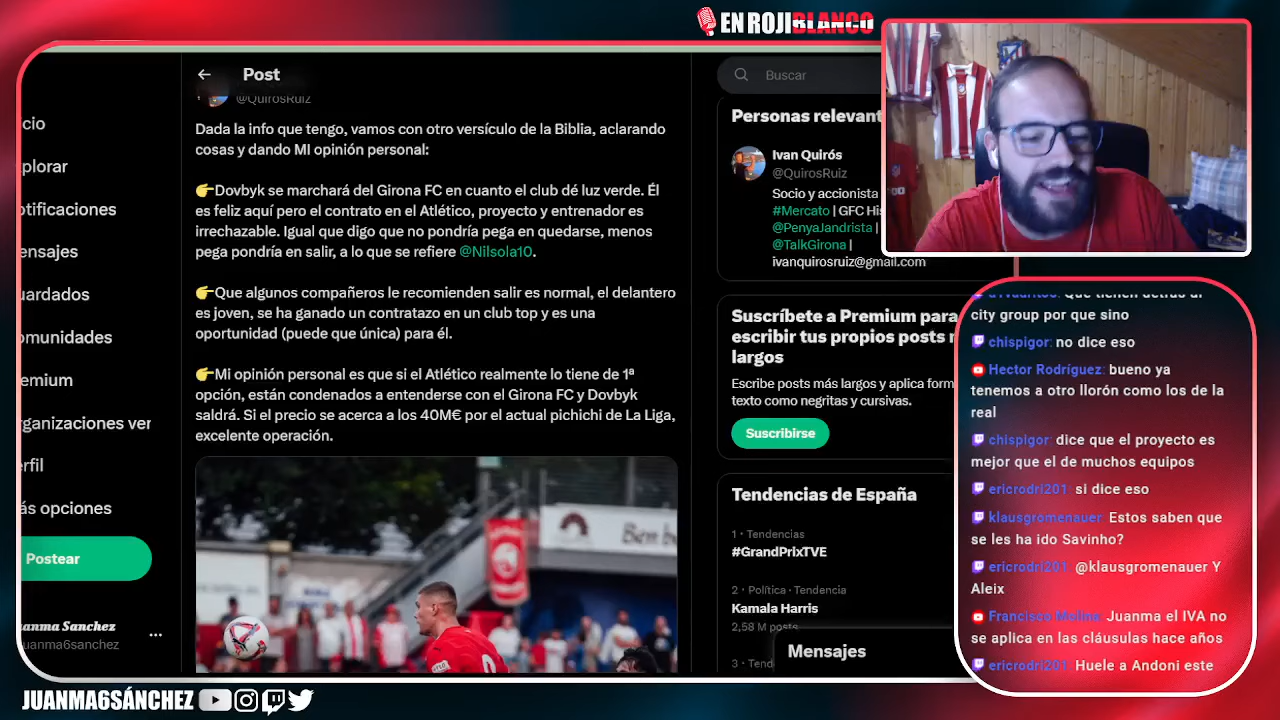 EN ROJIBLANCO
cio
plorar
otificaciones
ensajes
uardados
omunidades
emium
rganizaciones ver
rfil
ás opciones
Postear
Juanma Sanchez
uanma6sanchez
Post
@QuirosRuiz
Dada la info que tengo, vamos con otro versículo de la Biblia, aclarando
cosas y dando MI opinión personal:
👉Dovbyk se marchará del Girona FC en cuanto el club dé luz verde. Él
es feliz aquí pero el contrato en el Atlético, proyecto y entrenador es
irrechazable. Igual que digo que no pondría pega en quedarse, menos
pega pondría en salir, a lo que se refiere @Nilsola10.
👉Que algunos compañeros le recomienden salir es normal, el delantero
es joven, se ha ganado un contratazo en un club top y es una
oportunidad (puede que única) para él.
👉Mi opinión personal es que si el Atlético realmente lo tiene de 1ª
opción, están condenados a entenderse con el Girona FC y Dovbyk
saldrá. Si el precio se acerca a los 40M€ por el actual pichichi de La Liga,
excelente operación.
Buscar
Personas relevant
Ivan Quirós
@QuirosRuiz
Socio y accionista
#Mercato | GFC His
@PenyaJandrista |
@TalkGirona |
ivanquirosruiz@gmail.com
Suscríbete a Premium para
escribir tus propios posts
largos
Escribe posts más largos y aplica form
texto como negritas y cursivas.
Suscribirse
Tendencias de España
1 · Tendencias
#GrandPrixTVE
2 · Política · Tendencia
Kamala Harris
2,58 M posts
3 · Tend
Mensajes
Que tienen detrás al
city group por que sino
chispigor: no dice eso
Hector Rodríguez: bueno ya
tenemos a otro llorón como los de la
real
chispigor: dice que el proyecto es
mejor que el de muchos equipos
ericrodri201: si dice eso
klausgromenauer: Estos saben que
se les ha ido Savinho?
ericrodri201: @klausgromenauer Y
Aleix
Francisco Molina: Juanma el IVA no
se aplica en las cláusulas hace años
ericrodri201: Huele a Andoni este
JUANMA6SÁNCHEZ